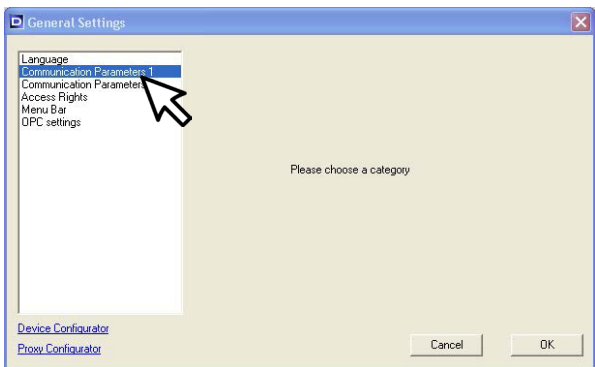 General Settings
Language
Communication Parameters 1
Communication Parameters
Access Rights
Menu Bar
OPC settings
Please choose a category
Device Configurator
Proxy Configurator
Cancel
OK